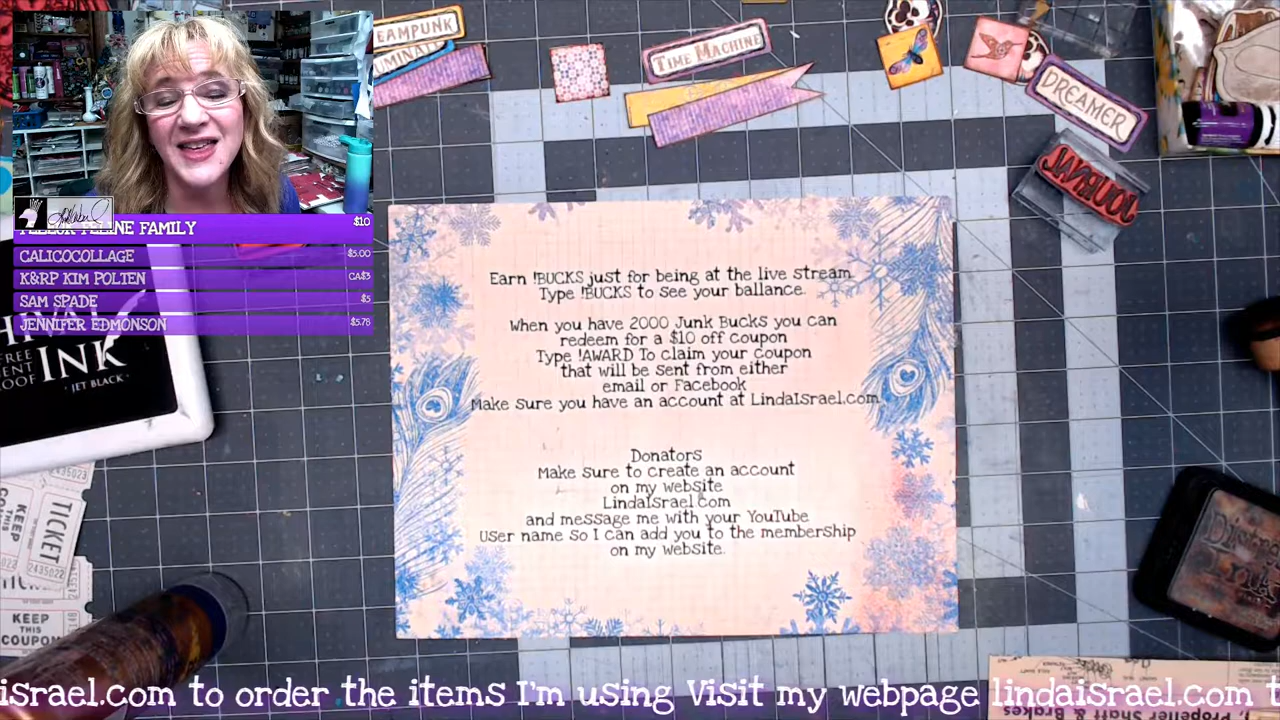 TIME MACHINE
DREAMER
$10
FAMILY
CALICOCOLLAGE
$5.00
K&RP KIM POLTEN
CA$3
SAM SPADE
$5
JENNIFER EDMONSON
$5.75
INK
JET BLACK
Earn !BUCKS just for being at the live stream.
Type !BUCKS to see your ballance.
When you have 2000 Junk Bucks you can
redeem for a $10 off coupon
Type !AWARD To claim your coupon
that will be sent from either
email or Facebook
Make sure you have an account at LindaIsrael.com
Donators
Make sure to create an account
on my website
LindaIsrael.com
and message me with your YouTube
User name so I can add you to the membership
on my website.
2435023
KEEP
THIS
COUPON
TICKET
2435022
KEEP
THIS
COUPON
israel.com to order the items I'm using Visit my webpage lindaisrael.com
& Brakes